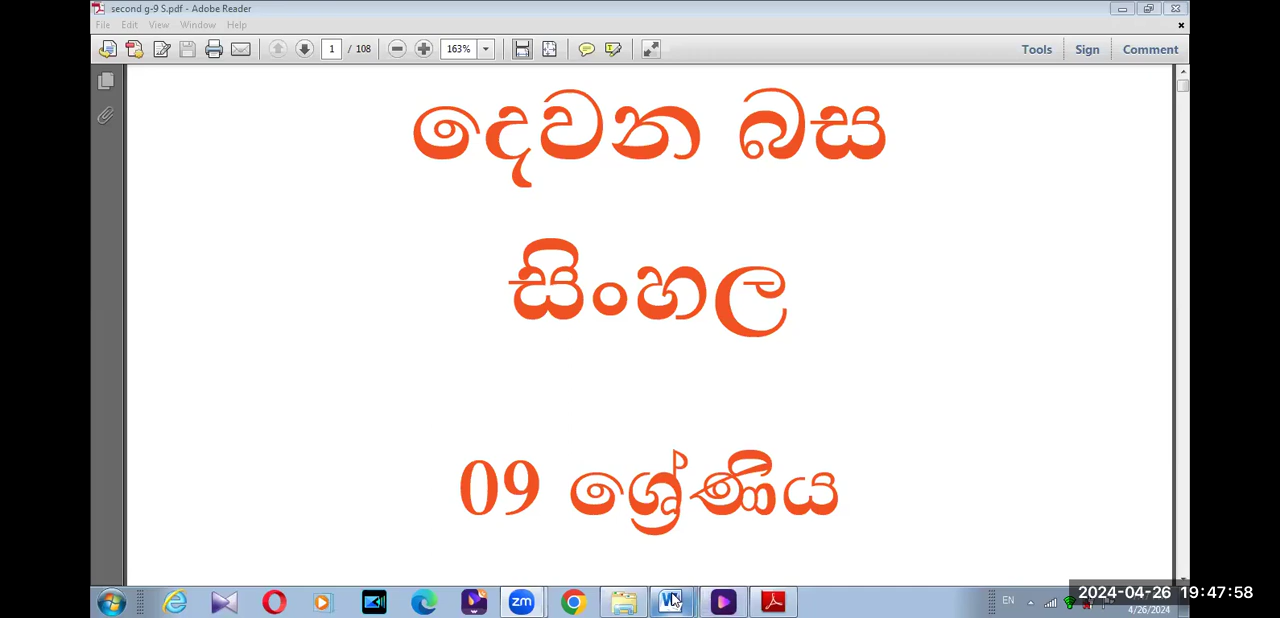 second g-9 S.pdf - Adobe Reader
File Edit View Window Help
1 / 108 163% Tools Sign Comment
දෙවන බස
සිංහල
09 ශ්‍රේණිය
zm W EN
2024-04-26 19:47:58
4/26/2024